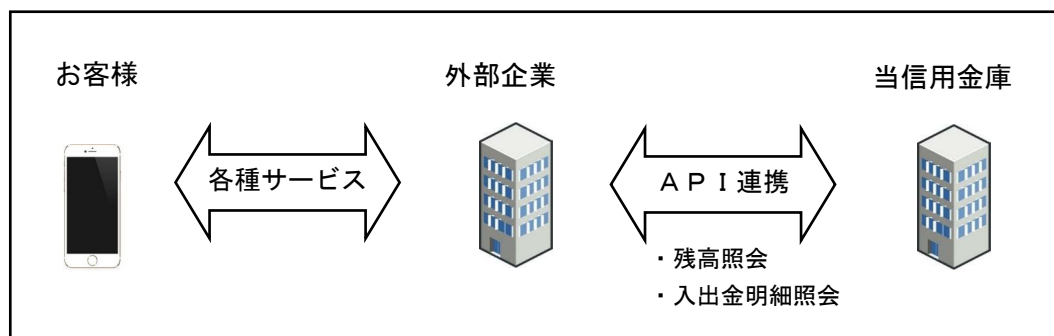 お客様
外部企業
当信用金庫
各種サービス
ＡＰＩ連携
・残高照会
・入出金明細照会